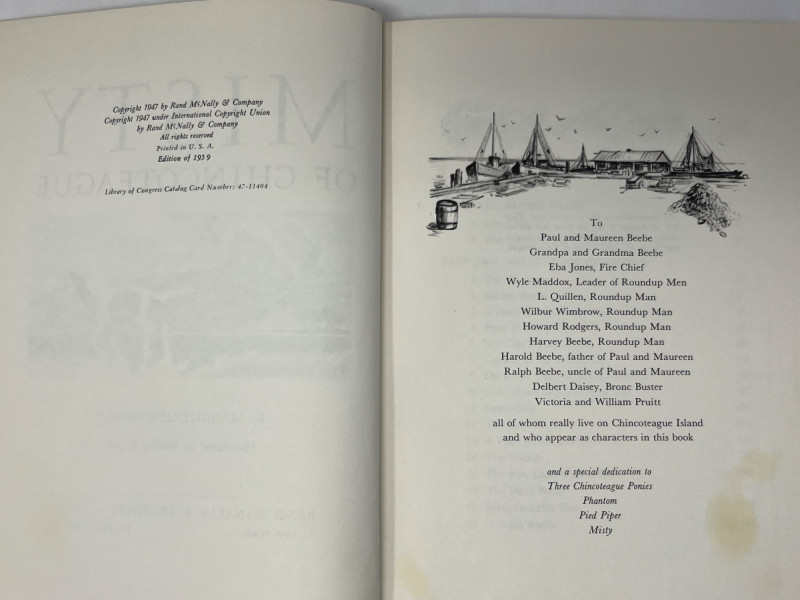 Copyright 1947 by Rand McNally & Company
Copyright 1947 under International Copyright Union
by Rand McNally & Company
All rights reserved
Printed in U. S. A.
Edition of 1959
Library of Congress Catalog Card Number: 47-11404
To
Paul and Maureen Beebe
Grandpa and Grandma Beebe
Eba Jones, Fire Chief
Wyle Maddox, Leader of Roundup Men
L. Quillen, Roundup Man
Wilbur Wimbrow, Roundup Man
Howard Rodgers, Roundup Man
Harvey Beebe, Roundup Man
Harold Beebe, father of Paul and Maureen
Ralph Beebe, uncle of Paul and Maureen
Delbert Daisey, Bronc Buster
Victoria and William Pruitt
all of whom really live on Chincoteague Island
and who appear as characters in this book
and a special dedication to
Three Chincoteague Ponies
Phantom
Pied Piper
Misty